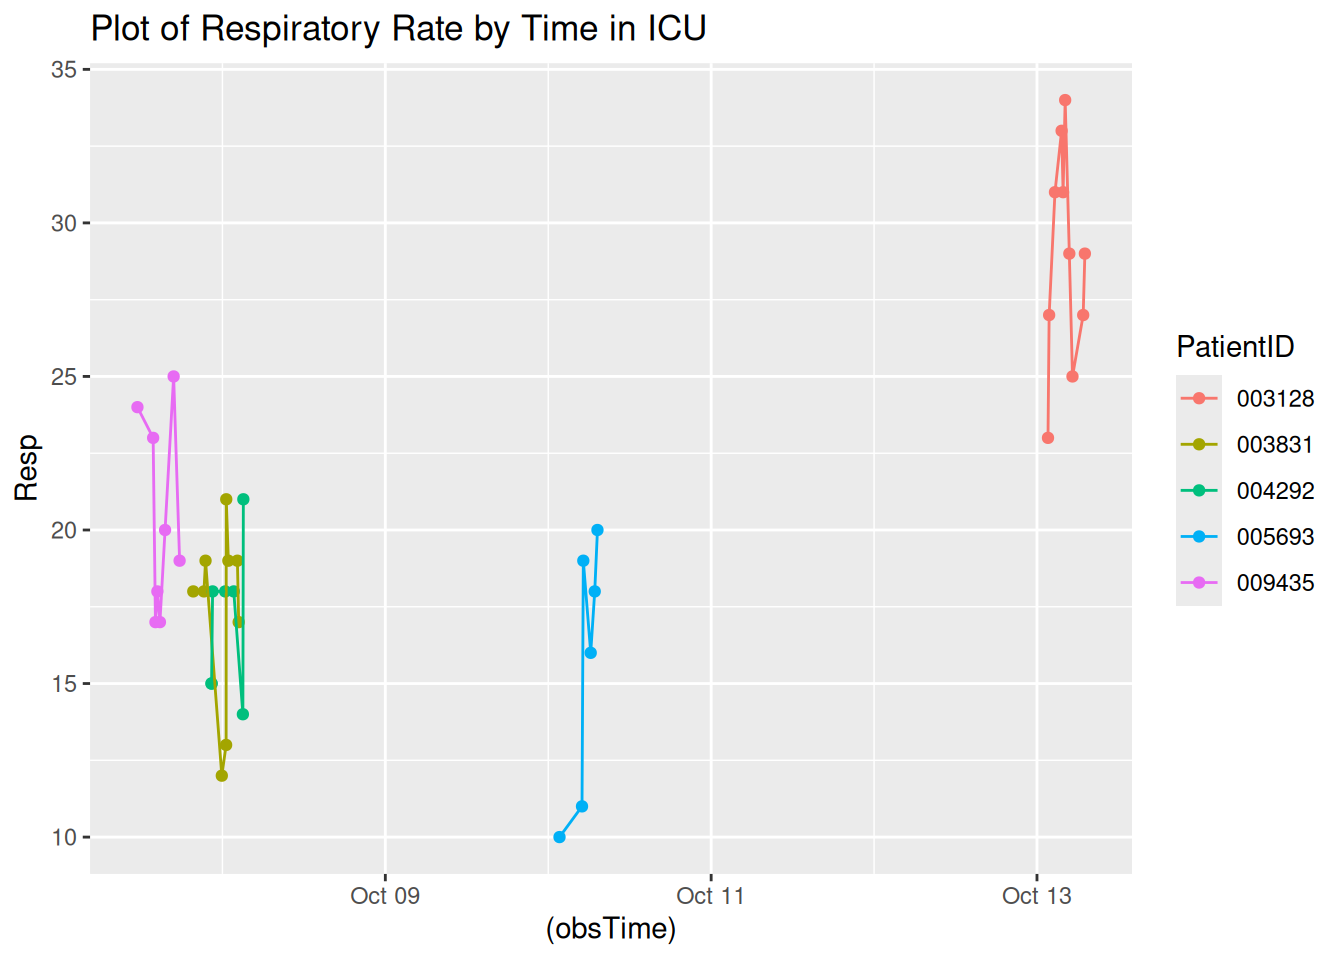 Plot of Respiratory Rate by Time in ICU
35
30
25
20
15
10
Resp
Oct 09
Oct 11
Oct 13
(obsTime)
PatientID
003128
003831
004292
005693
009435